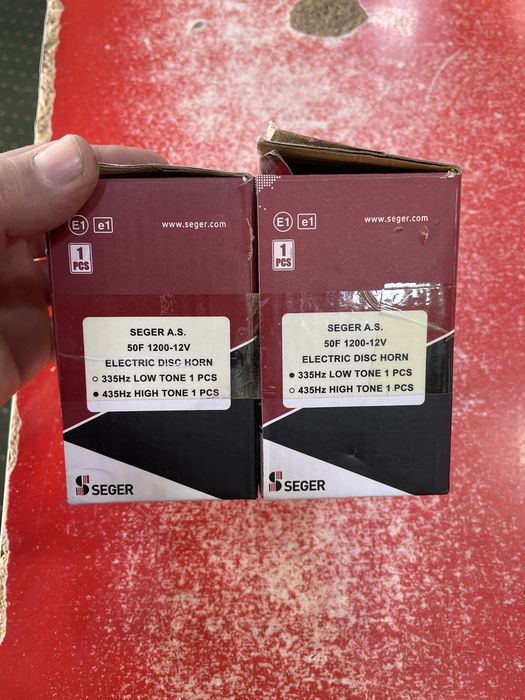 E1 e1 www.seger.com
1
PCS
SEGER A.S.
50F 1200-12V
ELECTRIC DISC HORN
○ 335Hz LOW TONE 1 PCS
● 435Hz HIGH TONE 1 PCS
SEGER
E1 e1 www.seger.com
1
PCS
SEGER A.S.
50F 1200-12V
ELECTRIC DISC HORN
● 335Hz LOW TONE 1 PCS
○ 435Hz HIGH TONE 1 PCS
SEGER